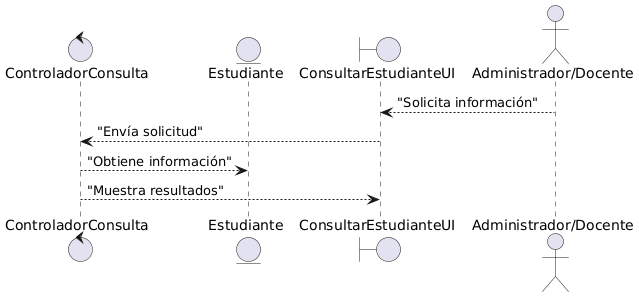 ControladorConsulta Estudiante ConsultarEstudianteUI Administrador/Docente
"Solicita información"
"Envía solicitud"
"Obtiene información"
"Muestra resultados"
ControladorConsulta Estudiante ConsultarEstudianteUI Administrador/Docente